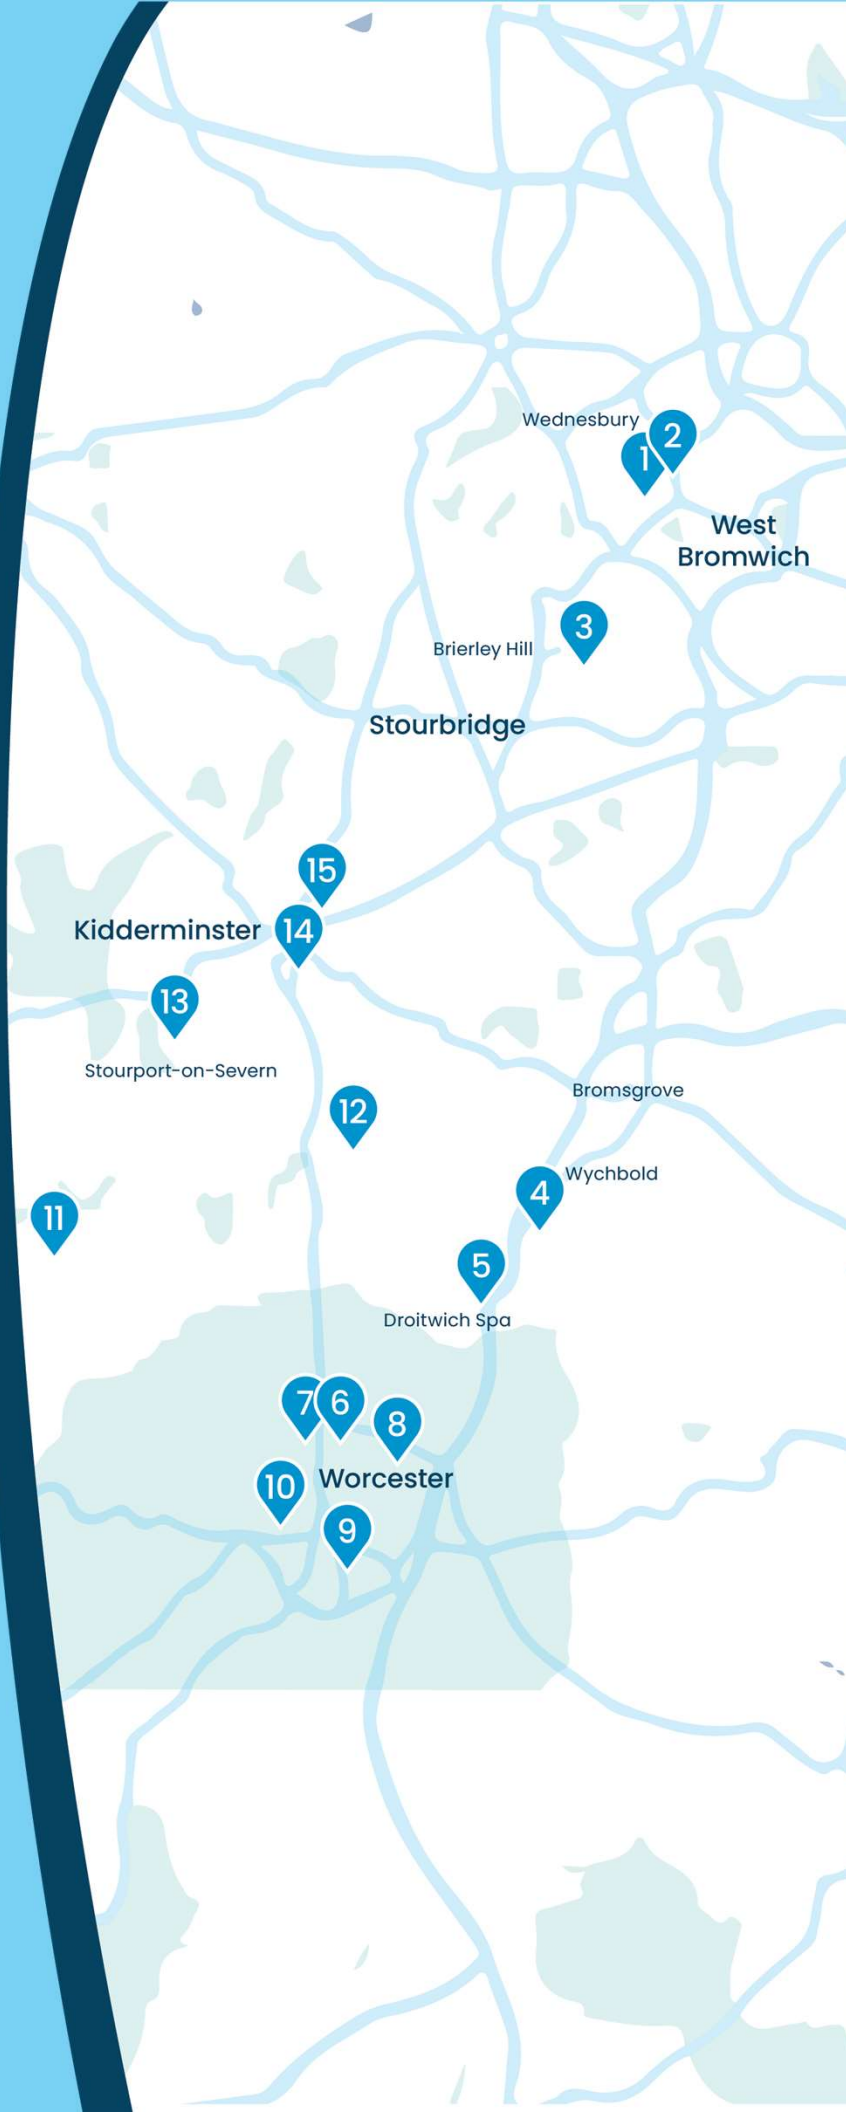 Wednesbury
2
1
West
Bromwich
3
Brierley Hill
Stourbridge
15
Kidderminster
14
13
Stourport-on-Severn
Bromsgrove
12
Wychbold
4
11
5
Droitwich Spa
7
6
8
Worcester
10
9